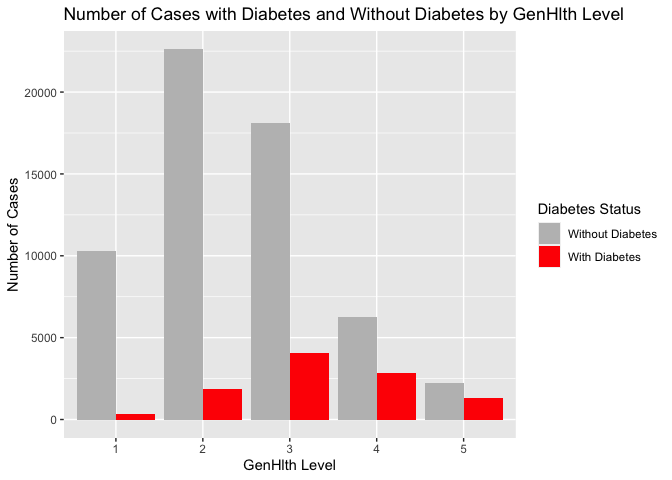 Number of Cases with Diabetes and Without Diabetes by GenHlth Level
20000
15000
10000
5000
0
Number of Cases
1 2 3 4 5
GenHlth Level
Diabetes Status
Without Diabetes
With Diabetes